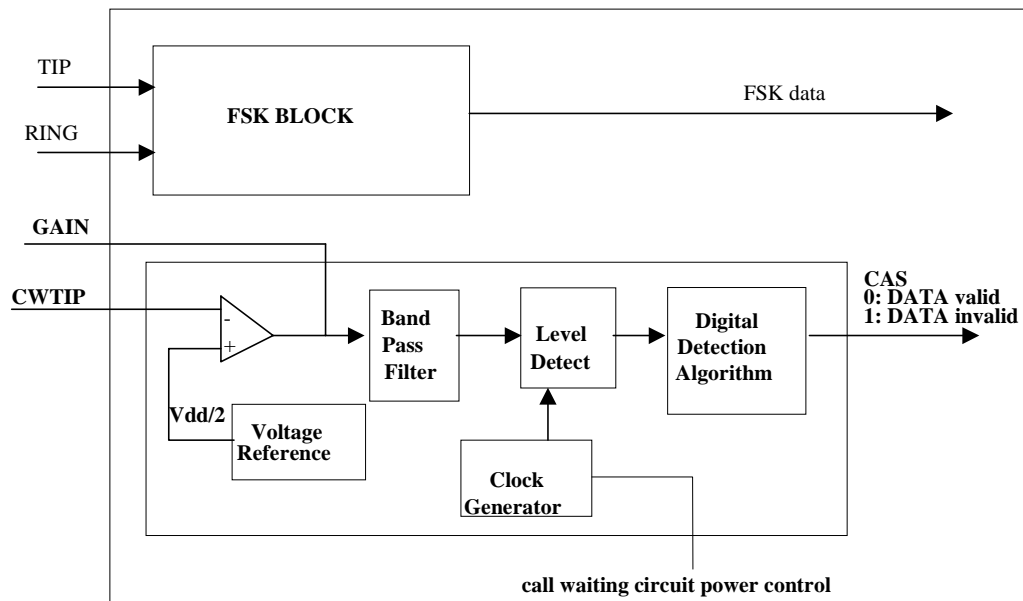 TIP
FSK BLOCK
FSK data
RING
GAIN
CWTIP
-
+
Band
Pass
Filter
Level
Detect
Digital
Detection
Algorithm
CAS
0: DATA valid
1: DATA invalid
Vdd/2
Voltage
Reference
Clock
Generator
call waiting circuit power control